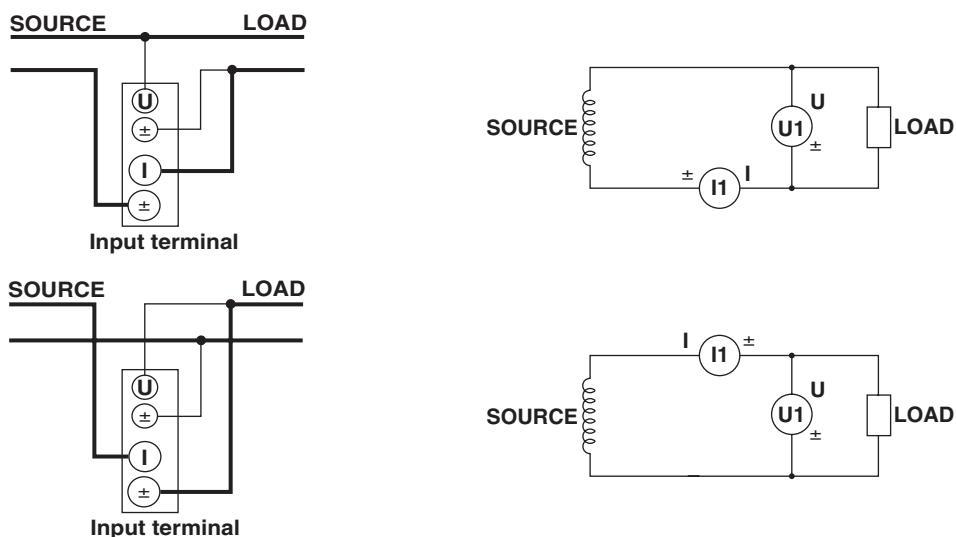 SOURCE LOAD
U
±
I
±
Input terminal
SOURCE U1 U ± LOAD
± I1 I
SOURCE LOAD
U
±
I
±
Input terminal
I I1 ±
SOURCE U1 U ± LOAD